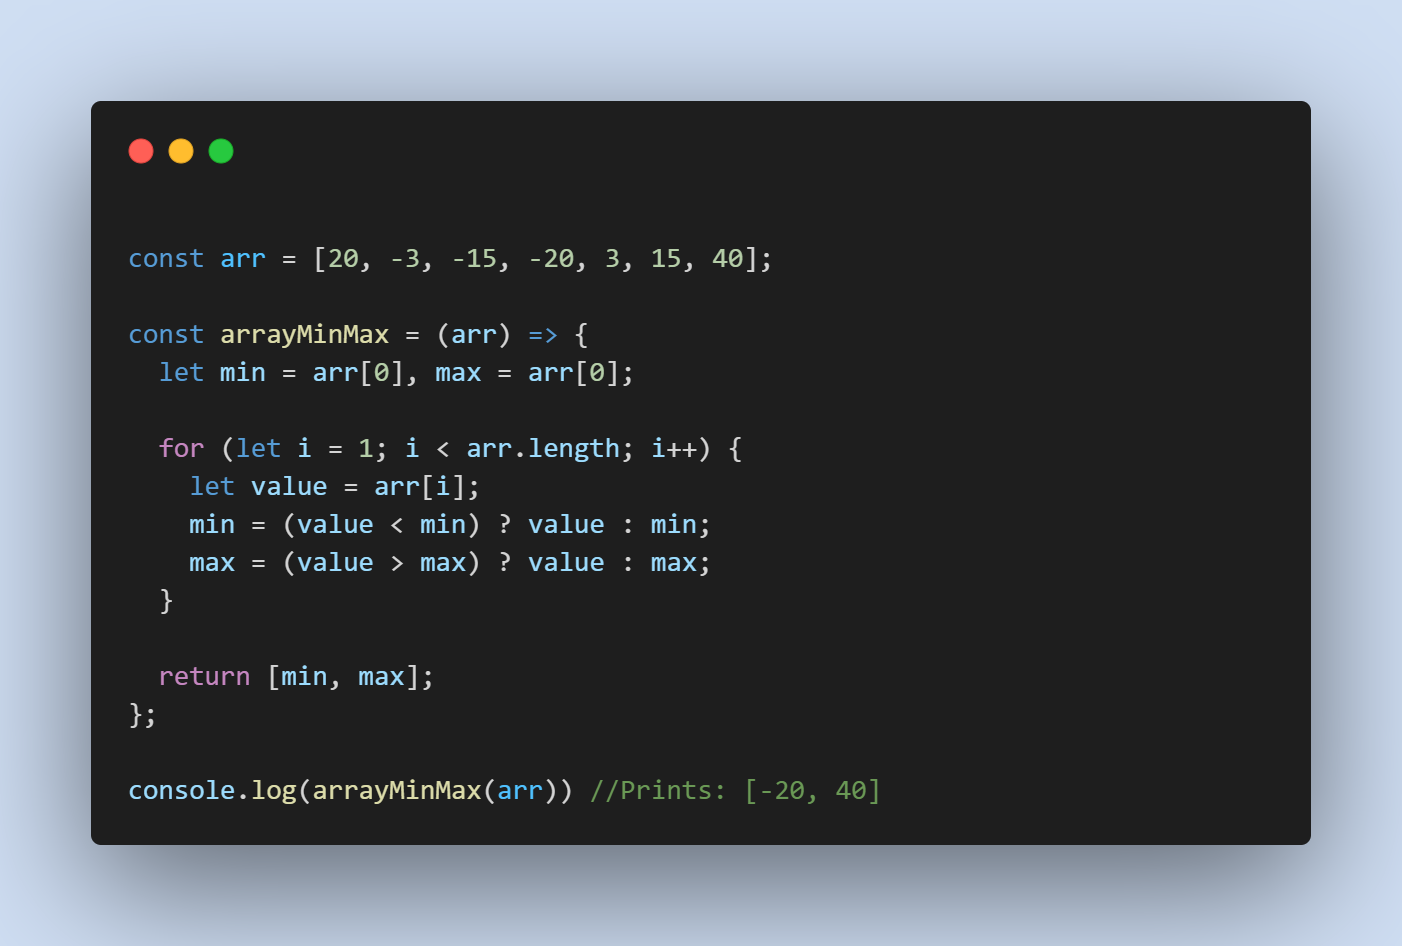 const arr = [20, -3, -15, -20, 3, 15, 40];
const arrayMinMax = (arr) => {
  let min = arr[0], max = arr[0];
  for (let i = 1; i < arr.length; i++) {
    let value = arr[i];
    min = (value < min) ? value : min;
    max = (value > max) ? value : max;
  }
  return [min, max];
};
console.log(arrayMinMax(arr)) //Prints: [-20, 40]